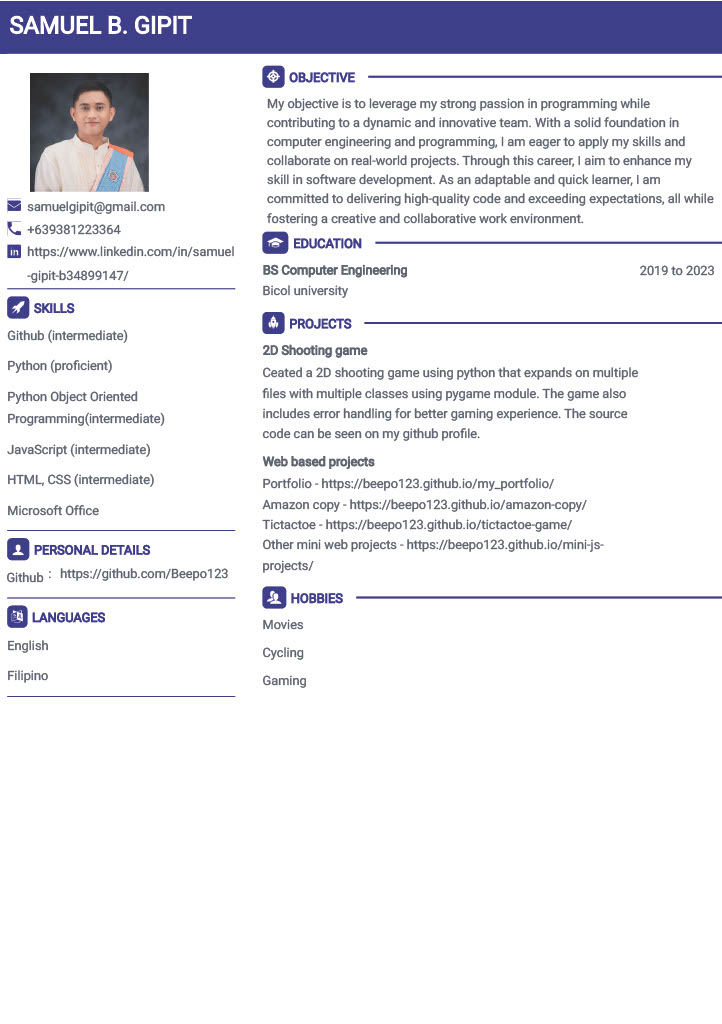 SAMUEL B. GIPIT
samuelgipit@gmail.com
+639381223364
https://www.linkedin.com/in/samuel
-gipit-b34899147/
SKILLS
Github (intermediate)
Python (proficient)
Python Object Oriented
Programming(intermediate)
JavaScript (intermediate)
HTML, CSS (intermediate)
Microsoft Office
PERSONAL DETAILS
Github : https://github.com/Beepo123
LANGUAGES
English
Filipino
OBJECTIVE
My objective is to leverage my strong passion in programming while
contributing to a dynamic and innovative team. With a solid foundation in
computer engineering and programming, I am eager to apply my skills and
collaborate on real-world projects. Through this career, I aim to enhance my
skill in software development. As an adaptable and quick learner, I am
committed to delivering high-quality code and exceeding expectations, all while
fostering a creative and collaborative work environment.
EDUCATION
BS Computer Engineering 2019 to 2023
Bicol university
PROJECTS
2D Shooting game
Ceated a 2D shooting game using python that expands on multiple
files with multiple classes using pygame module. The game also
includes error handling for better gaming experience. The source
code can be seen on my github profile.
Web based projects
Portfolio - https://beepo123.github.io/my_portfolio/
Amazon copy - https://beepo123.github.io/amazon-copy/
Tictactoe - https://beepo123.github.io/tictactoe-game/
Other mini web projects - https://beepo123.github.io/mini-js-
projects/
HOBBIES
Movies
Cycling
Gaming